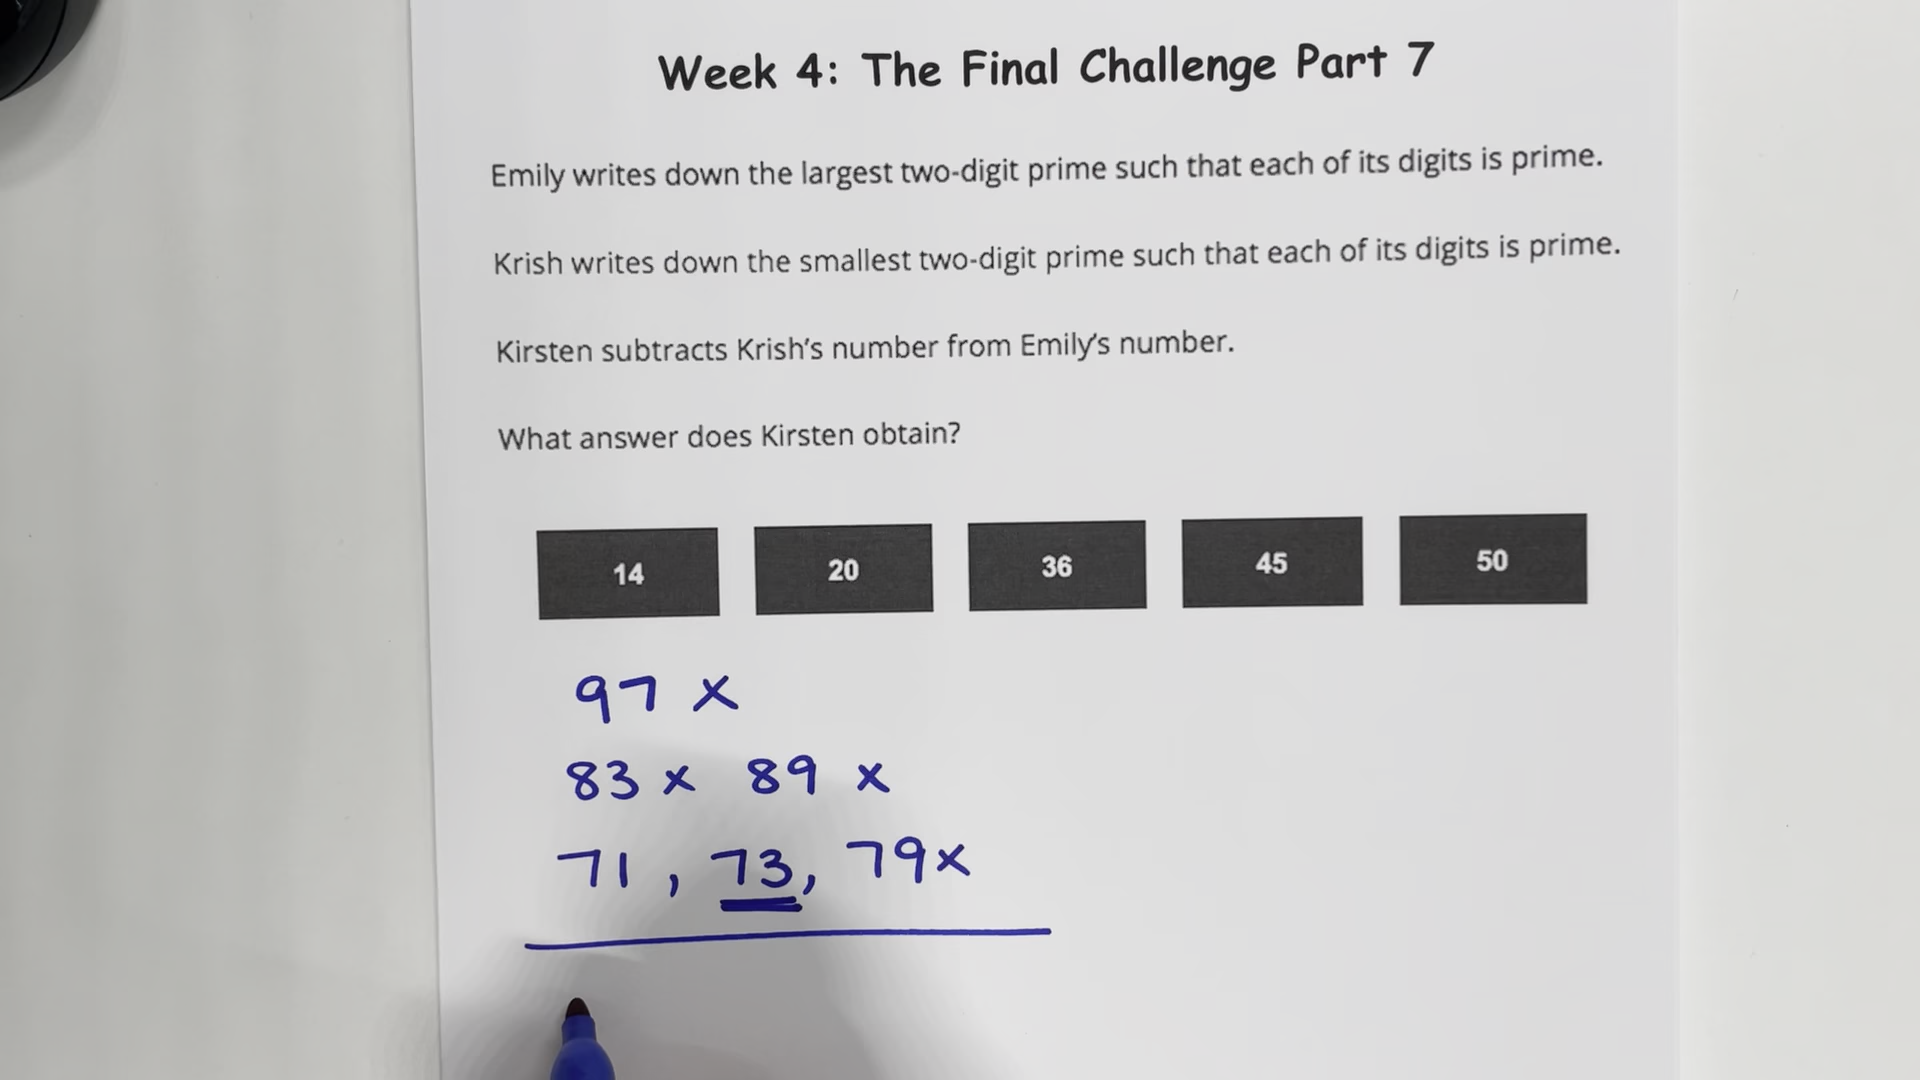 Week 4: The Final Challenge Part 7
Emily writes down the largest two-digit prime such that each of its digits is prime.
Krish writes down the smallest two-digit prime such that each of its digits is prime.
Kirsten subtracts Krish’s number from Emily’s number.
What answer does Kirsten obtain?
14 20 36 45 50
97 x
83 x 89 x
71 , 73, 79x